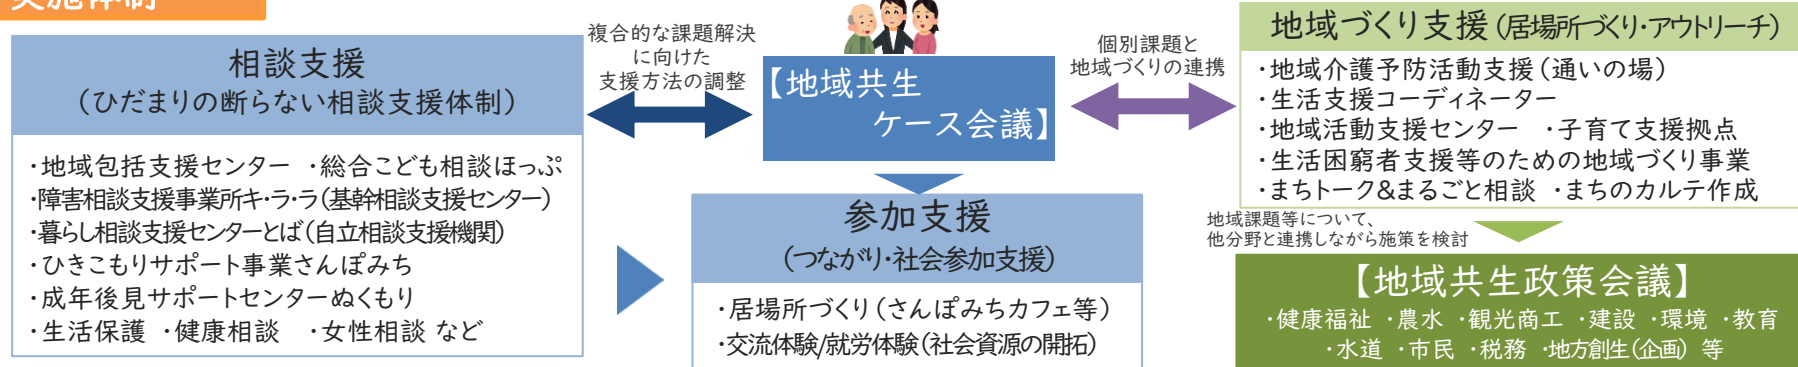 実施体制
相談支援
（ひだまりの断らない相談支援体制）
・地域包括支援センター ・総合こども相談ほっぷ
・障害相談支援事業所キ・ラ・ラ(基幹相談支援センター)
・暮らし相談支援センターとば(自立相談支援機関)
・ひきこもりサポート事業さんぽみち
・成年後見サポートセンターぬくもり
・生活保護 ・健康相談 ・女性相談 など
複合的な課題解決
に向けた
支援方法の調整
【地域共生
ケース会議】
個別課題と
地域づくりの連携
参加支援
(つながり・社会参加支援)
・居場所づくり(さんぽみちカフェ等)
・交流体験/就労体験(社会資源の開拓)
地域づくり支援(居場所づくり・アウトリーチ)
・地域介護予防活動支援(通いの場)
・生活支援コーディネーター
・地域活動支援センター ・子育て支援拠点
・生活困窮者支援等のための地域づくり事業
・まちトーク&まるごと相談 ・まちのカルテ作成
地域課題等について、
他分野と連携しながら施策を検討
【地域共生政策会議】
・健康福祉 ・農水 ・観光商工 ・建設 ・環境 ・教育
・水道 ・市民 ・税務 ・地方創生(企画) 等